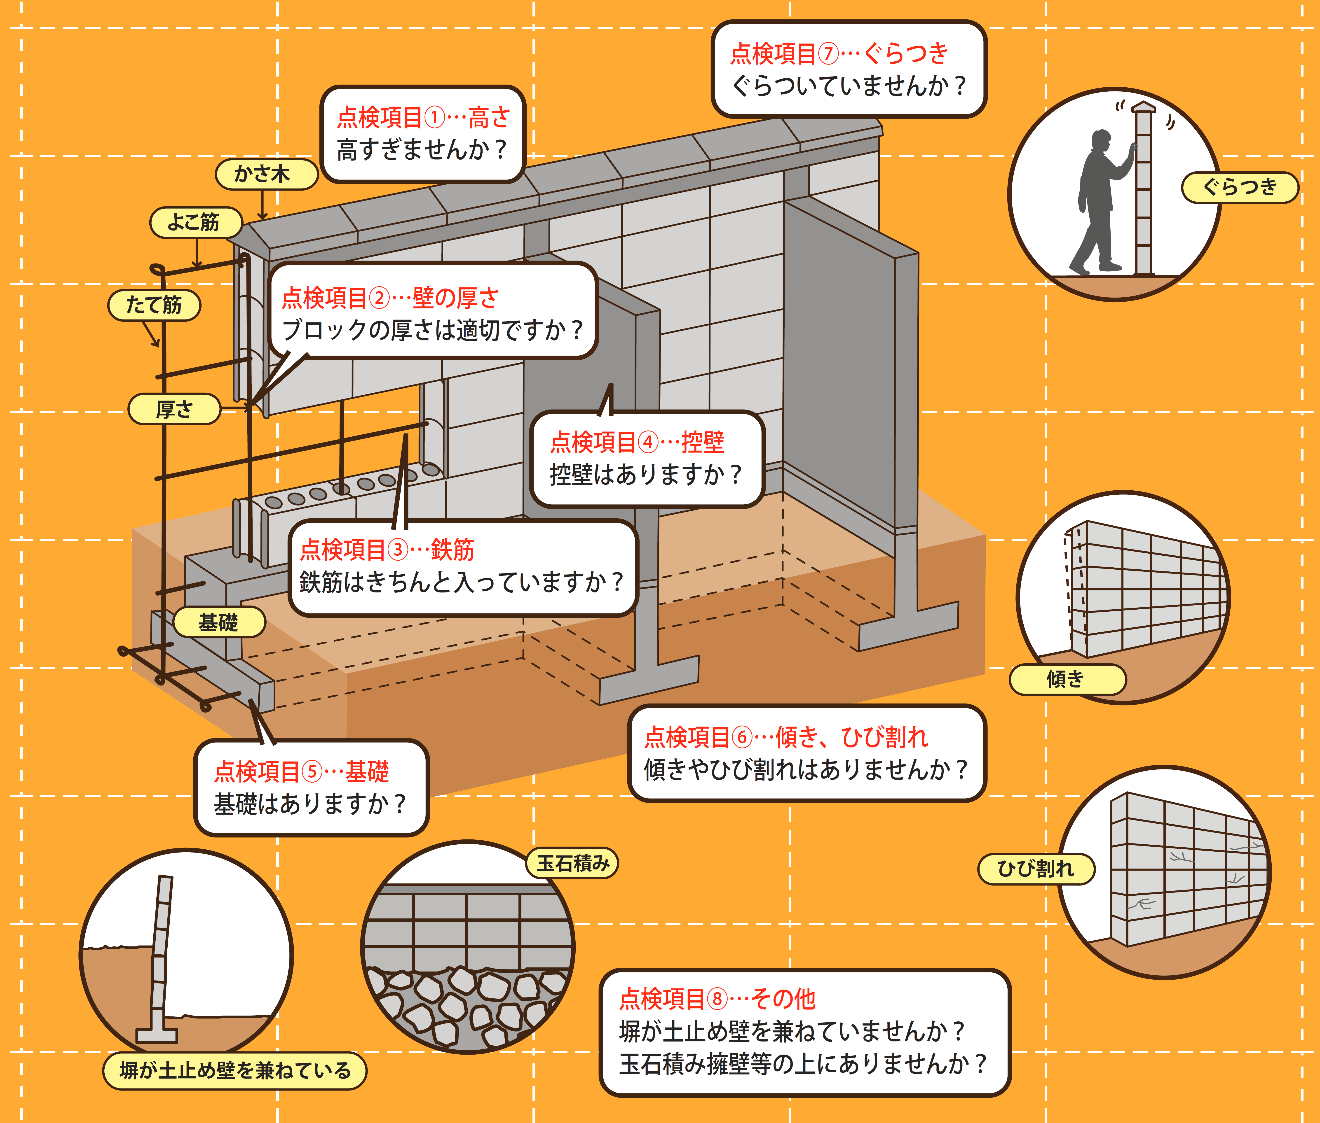 点検項目⑦…ぐらつき
ぐらついていませんか？
点検項目①…高さ
高すぎませんか？
かさ木
ぐらつき
よこ筋
点検項目②…壁の厚さ
ブロックの厚さは適切ですか？
たて筋
厚さ
点検項目④…控壁
控壁はありますか？
点検項目③…鉄筋
鉄筋はきちんと入っていますか？
基礎
傾き
点検項目⑥…傾き、ひび割れ
傾きやひび割れはありませんか？
点検項目⑤…基礎
基礎はありますか？
玉石積み
ひび割れ
点検項目⑧…その他
塀が土止め壁を兼ねていませんか？
玉石積み擁壁等の上にありませんか？
塀が土止め壁を兼ねている